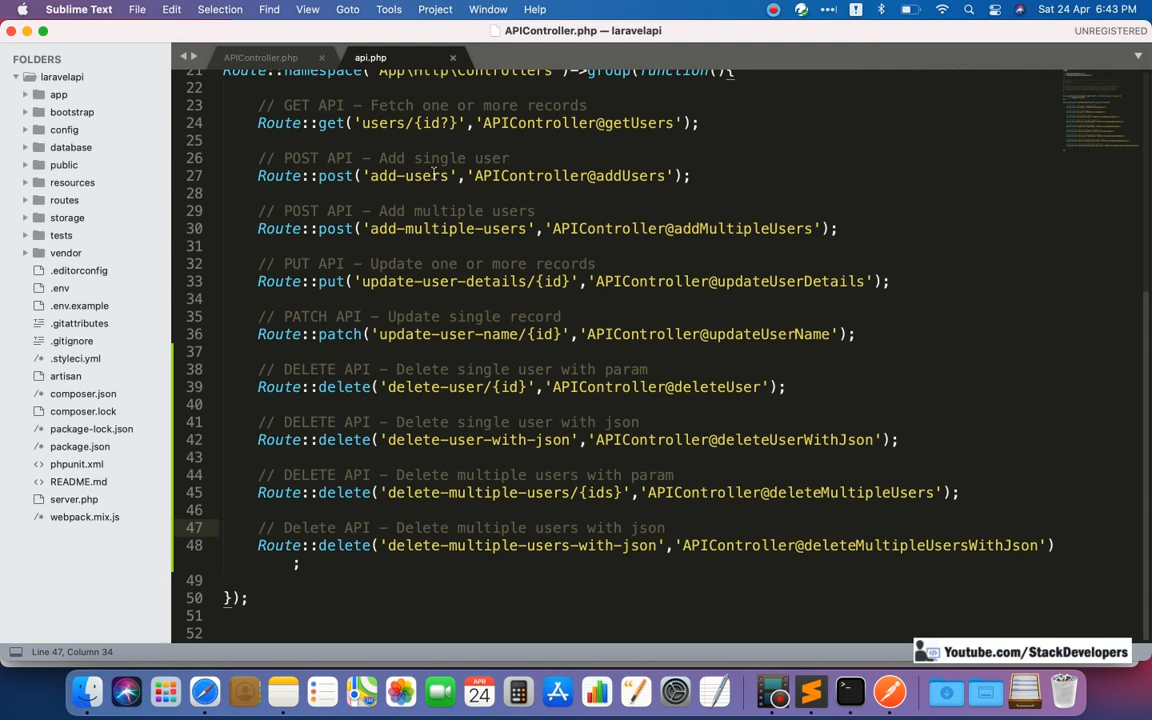 Sublime Text File Edit Selection Find View Goto Tools Project Window Help Sat 24 Apr 6:43 PM
APIController.php — laravelapi UNREGISTERED
FOLDERS
laravelapi
app
bootstrap
config
database
public
resources
routes
storage
tests
vendor
.editorconfig
.env
.env.example
.gitattributes
.gitignore
.styleci.yml
artisan
composer.json
composer.lock
package-lock.json
package.json
phpunit.xml
README.md
server.php
webpack.mix.js
APIController.php api.php
21 Route::namespace('App\Http\Controllers')->group(function(){
22
23 // GET API - Fetch one or more records
24 Route::get('users/{id?}','APIController@getUsers');
25
26 // POST API - Add single user
27 Route::post('add-users','APIController@addUsers');
28
29 // POST API - Add multiple users
30 Route::post('add-multiple-users','APIController@addMultipleUsers');
31
32 // PUT API - Update one or more records
33 Route::put('update-user-details/{id}','APIController@updateUserDetails');
34
35 // PATCH API - Update single record
36 Route::patch('update-user-name/{id}','APIController@updateUserName');
37
38 // DELETE API - Delete single user with param
39 Route::delete('delete-user/{id}','APIController@deleteUser');
40
41 // DELETE API - Delete single user with json
42 Route::delete('delete-user-with-json','APIController@deleteUserWithJson');
43
44 // DELETE API - Delete multiple users with param
45 Route::delete('delete-multiple-users/{ids}','APIController@deleteMultipleUsers');
46
47 // Delete API - Delete multiple users with json
48 Route::delete('delete-multiple-users-with-json','APIController@deleteMultipleUsersWithJson')
;
49
50 });
51
52
Line 47, Column 34
Youtube.com/StackDevelopers
APR
24